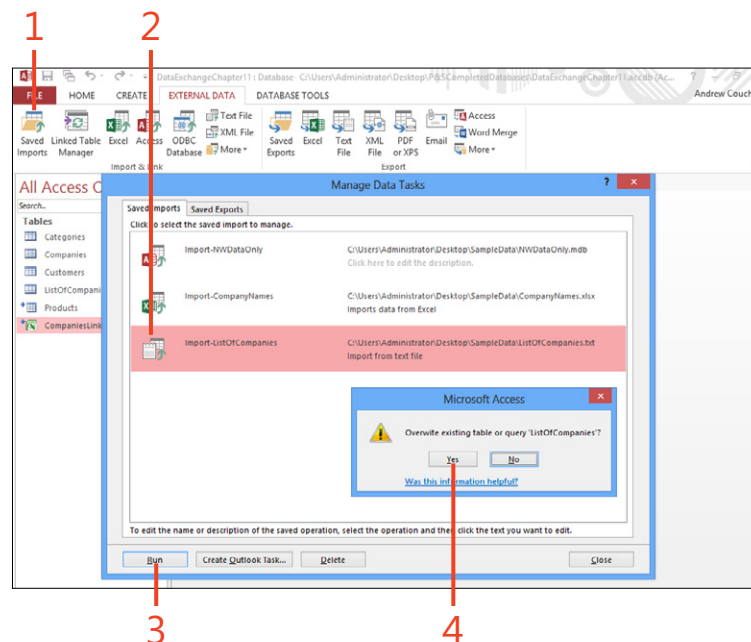 1 2
DataExchangeChapter11 : Database- C:\Users\Administrator\Desktop\P&SCompletedDatabases\DataExchangeChapter11.accdb (Ac... ?
FILE HOME CREATE EXTERNAL DATA DATABASE TOOLS Andrew Couch
Saved Imports
Linked Table Manager
Excel
Access
ODBC Database
Text File
XML File
More
Saved Exports
Excel
Text File
XML File
PDF or XPS
Email
Access
Word Merge
More
Import & Link Export
All Access O
Search..
Tables
Categories
Companies
Customers
ListOfCompani
Products
CompaniesLink
Manage Data Tasks ? ×
Saved Imports Saved Exports
Click to select the saved import to manage.
Import-NWDataOnly C:\Users\Administrator\Desktop\SampleData\NWDataOnly.mdb
Click here to edit the description.
Import-CompanyNames C:\Users\Administrator\Desktop\SampleData\CompanyNames.xlsx
Imports data from Excel
Import-ListOfCompanies C:\Users\Administrator\Desktop\SampleData\ListOfCompanies.txt
Import from text file
Microsoft Access ×
Overwite existing table or query 'ListOfCompanies'?
Yes No
Was this information helpful?
To edit the name or description of the saved operation, select the operation and then click the text you want to edit.
Run Create Outlook Task... Delete Close
3 4